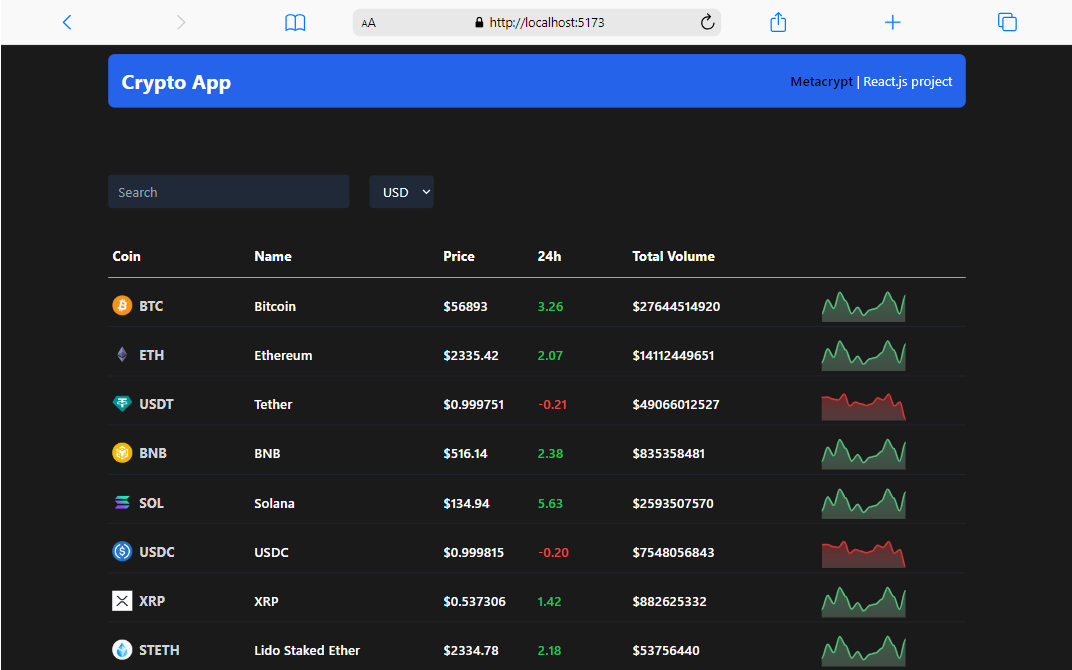 AA http://localhost:5173
Crypto App Metacrypt | React.js project
Search USD
Coin Name Price 24h Total Volume
BTC Bitcoin $56893 3.26 $27644514920
ETH Ethereum $2335.42 2.07 $14112449651
USDT Tether $0.999751 -0.21 $49066012527
BNB BNB $516.14 2.38 $835358481
SOL Solana $134.94 5.63 $2593507570
USDC USDC $0.999815 -0.20 $7548056843
XRP XRP $0.537306 1.42 $882625332
STETH Lido Staked Ether $2334.78 2.18 $53756440